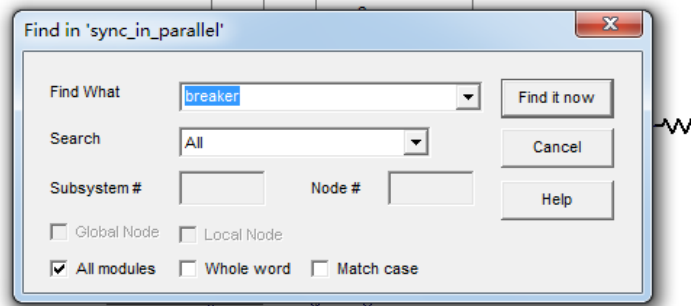 Find in 'sync_in_parallel'
Find What breaker Find it now
Search All Cancel
Subsystem # Node # Help
Global Node Local Node
All modules Whole word Match case